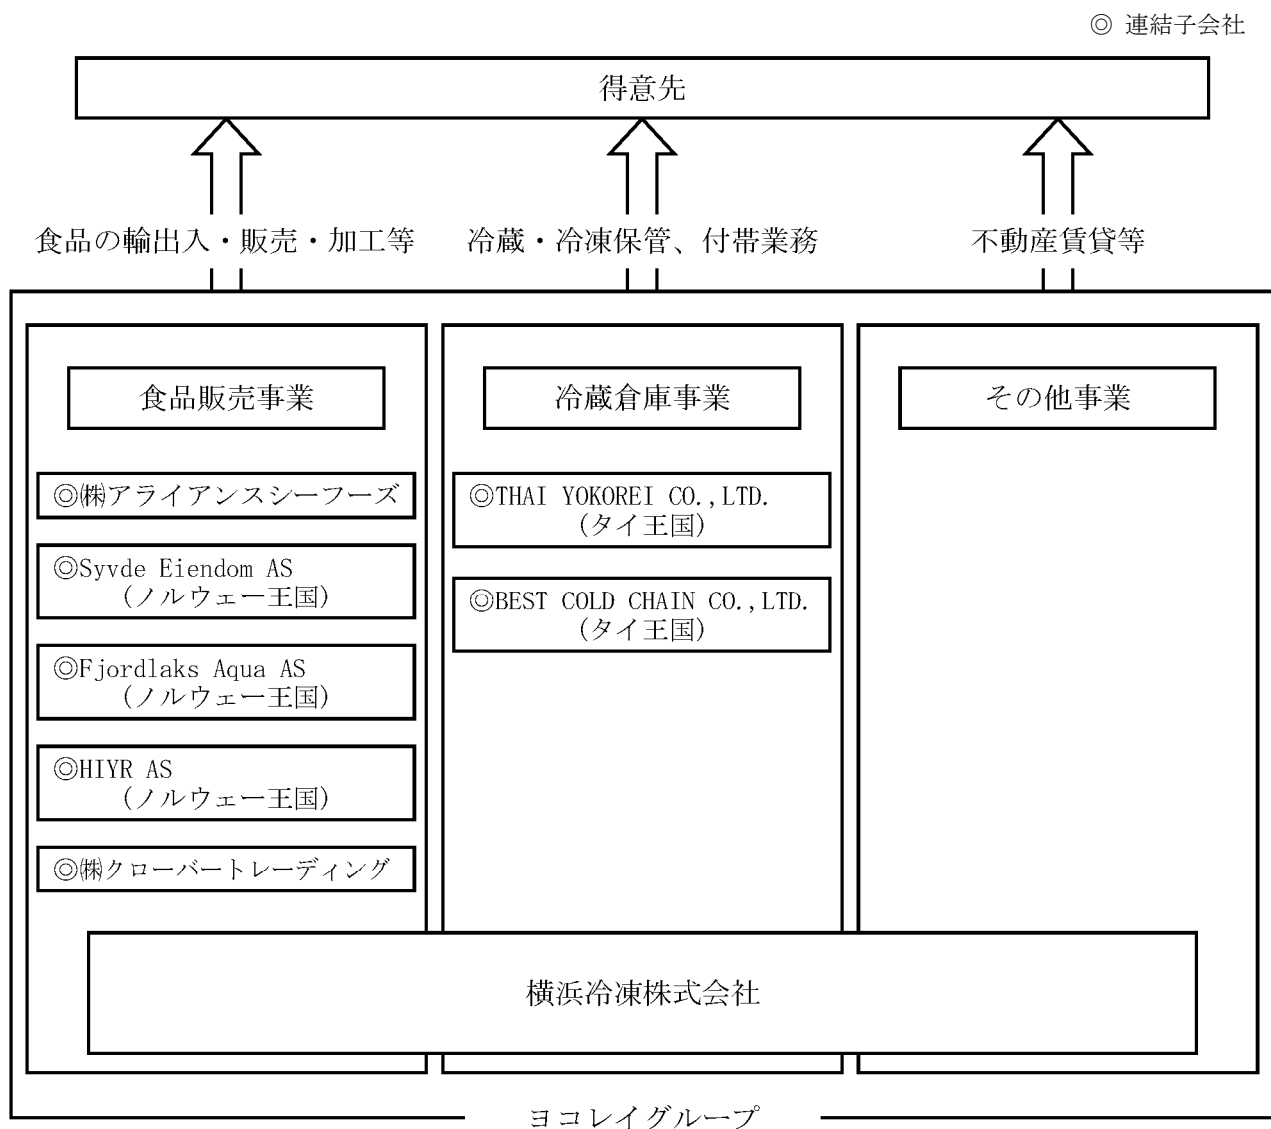 ◎ 連結子会社
得意先
食品の輸出入・販売・加工等
冷蔵・冷凍保管、付帯業務
不動産賃貸等
食品販売事業
冷蔵倉庫事業
その他事業
◎㈱アライアンスシーフーズ
◎Syvde Eiendom AS
(ノルウェー王国)
◎Fjordlaks Aqua AS
(ノルウェー王国)
◎HIYR AS
(ノルウェー王国)
◎㈱クローバートレーディング
◎THAI YOKOREI CO.,LTD.
(タイ王国)
◎BEST COLD CHAIN CO.,LTD.
(タイ王国)
横浜冷凍株式会社
ヨコレイグループ